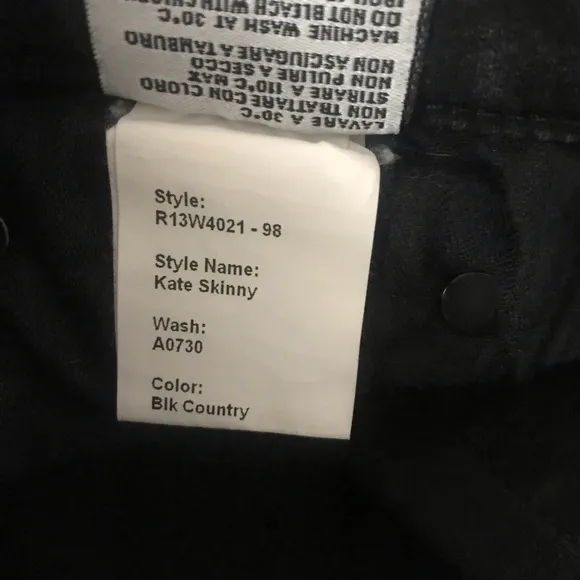 LAVARE A 30°C
NON TRATTARE CON CLORO
STIRARE A 110°C MAX
NON PULIRE A SECCO
NON ASCIUGARE A TAMBURO
MACHINE WASH AT 30°C
DO NOT BLEACH WITH
Style:
R13W4021 - 98
Style Name:
Kate Skinny
Wash:
A0730
Color:
Blk Country